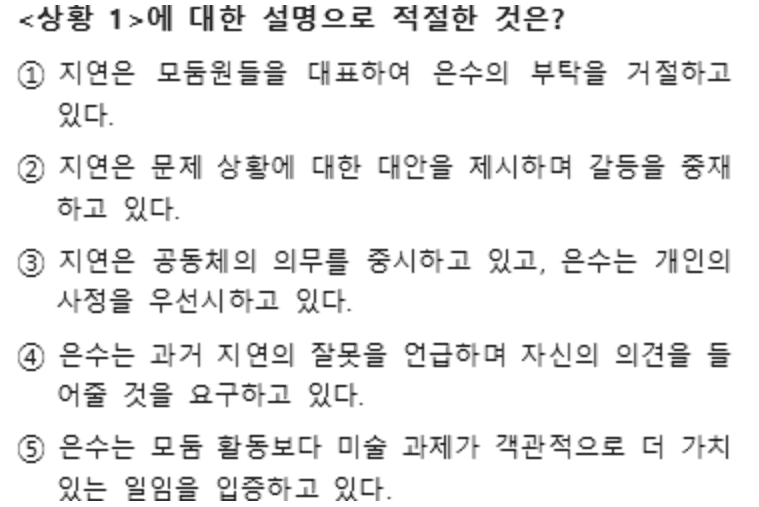 <상황 1>에 대한 설명으로 적절한 것은?
① 지연은 모둠원들을 대표하여 은수의 부탁을 거절하고
있다.
② 지연은 문제 상황에 대한 대안을 제시하며 갈등을 중재
하고 있다.
③ 지연은 공동체의 의무를 중시하고 있고, 은수는 개인의
사정을 우선시하고 있다.
④ 은수는 과거 지연의 잘못을 언급하며 자신의 의견을 들
어줄 것을 요구하고 있다.
⑤ 은수는 모둠 활동보다 미술 과제가 객관적으로 더 가치
있는 일임을 입증하고 있다.